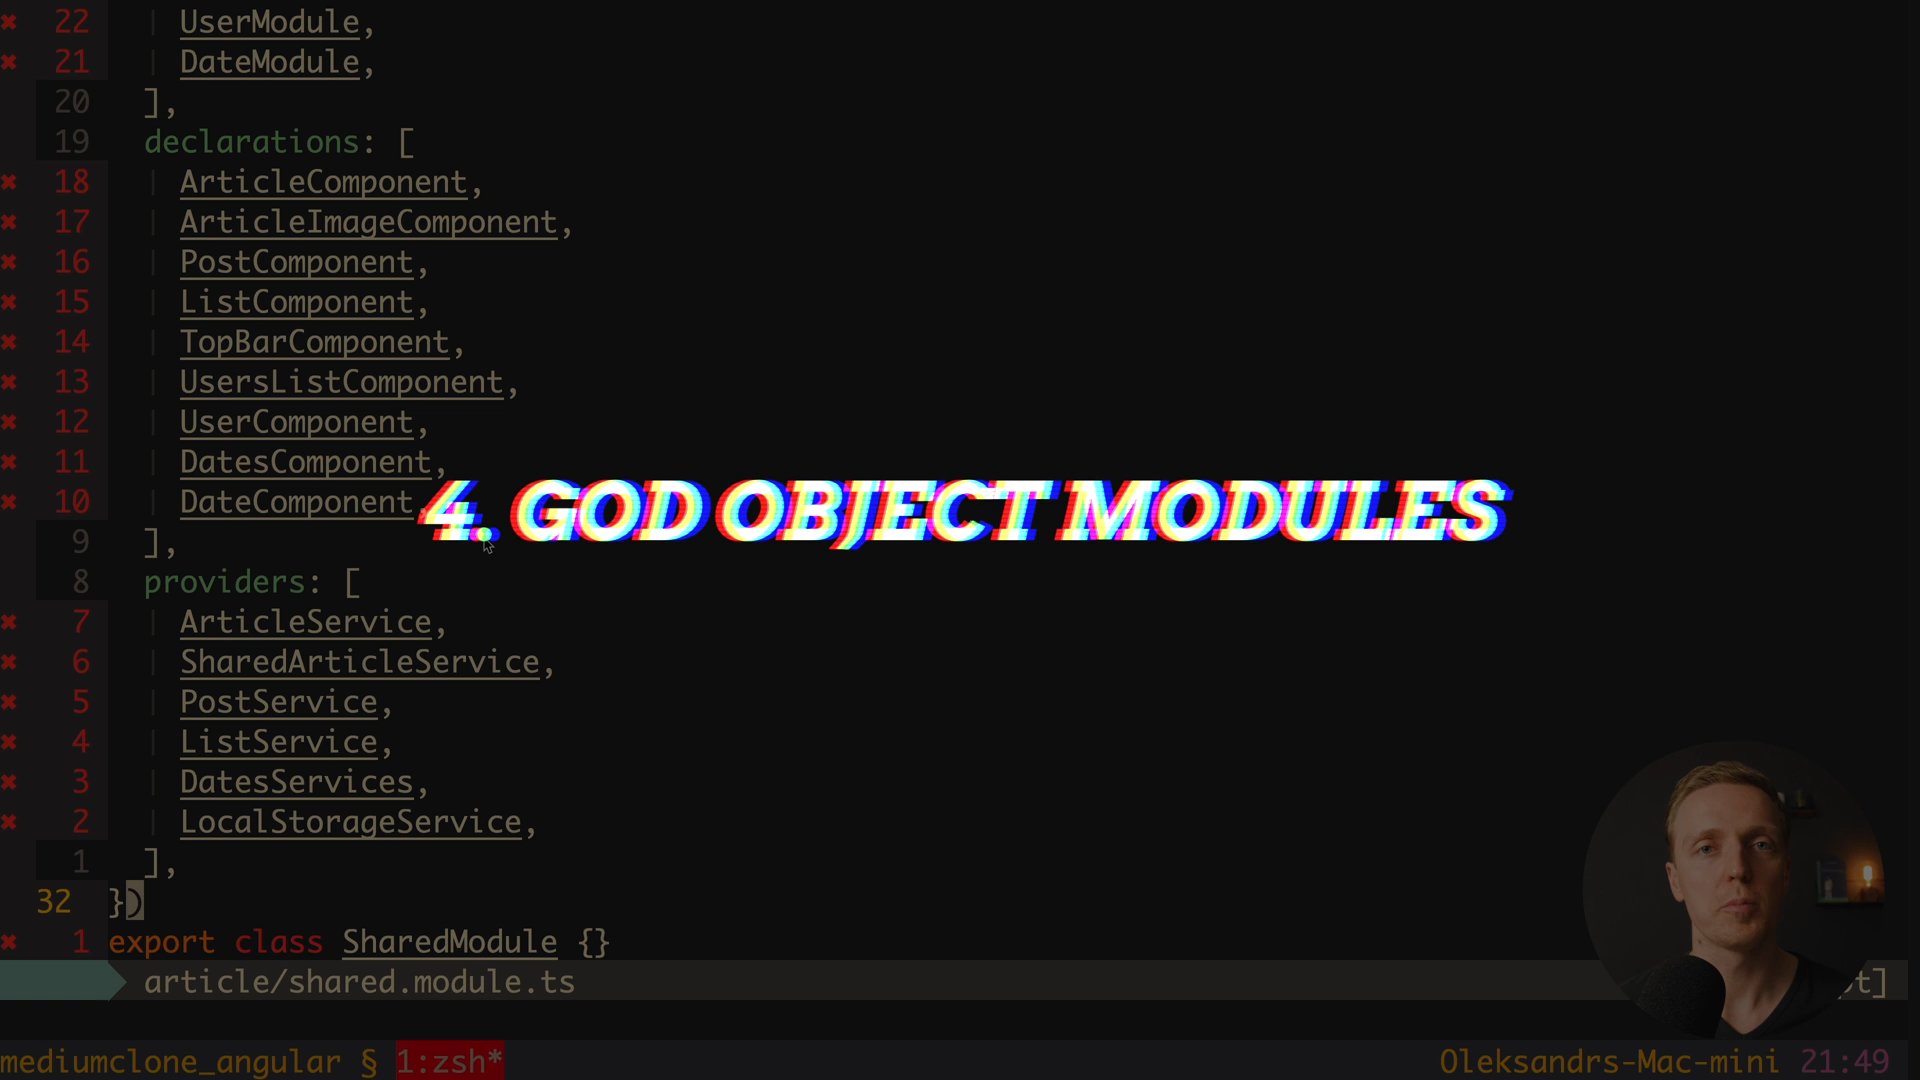 22 UserModule,
21 DateModule,
20 ],
19 declarations: [
18 ArticleComponent,
17 ArticleImageComponent,
16 PostComponent,
15 ListComponent,
14 TopBarComponent,
13 UsersListComponent,
12 UserComponent,
11 DatesComponent,
10 DateComponent
4. GOD OBJECT MODULES
9 ],
8 providers: [
7 ArticleService,
6 SharedArticleService,
5 PostService,
4 ListService,
3 DatesServices,
2 LocalStorageService,
1 ],
32 })
1 export class SharedModule {}
article/shared.module.ts
mediumclone_angular § 1:zsh* Oleksandrs-Mac-mini 21:49